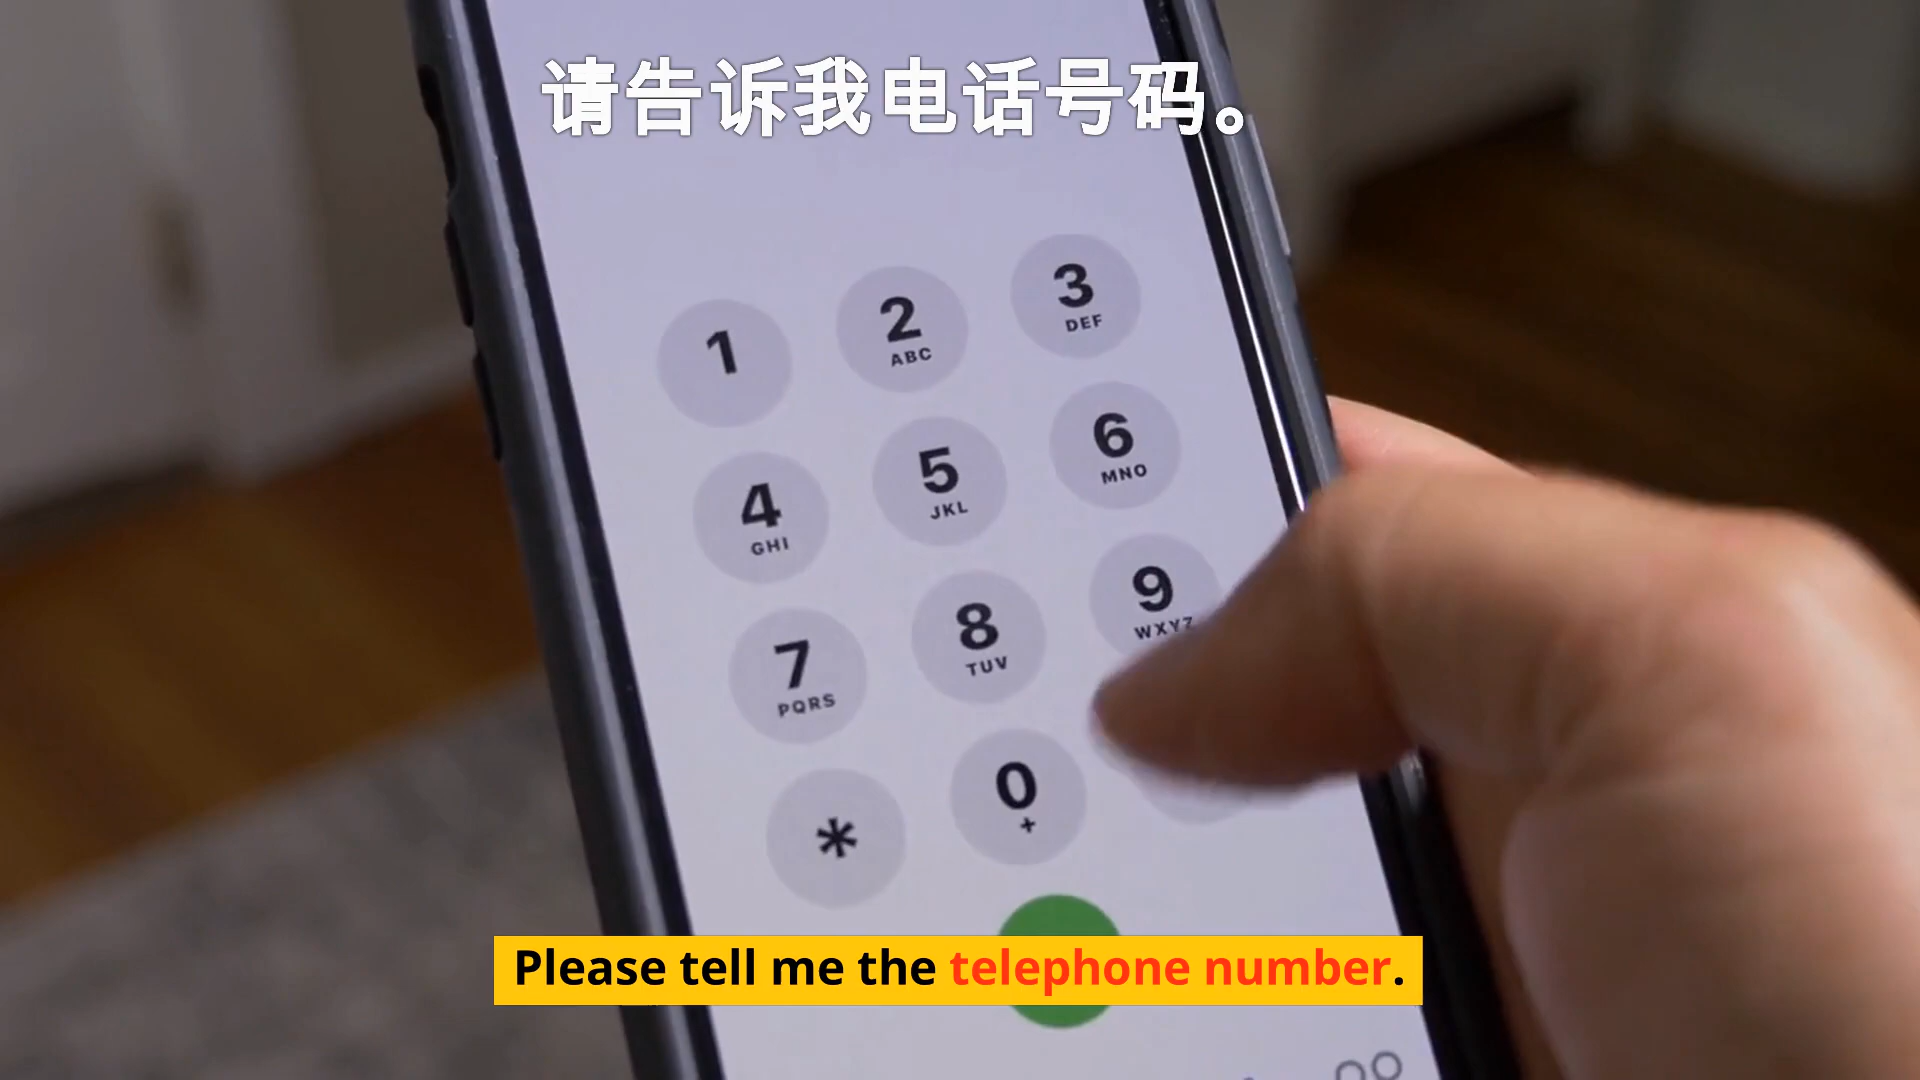 请告诉我电话号码。
1
2
ABC
3
DEF
4
GHI
5
JKL
6
MNO
7
PQRS
8
TUV
9
WXYZ
*
0
+
Please tell me the telephone number.